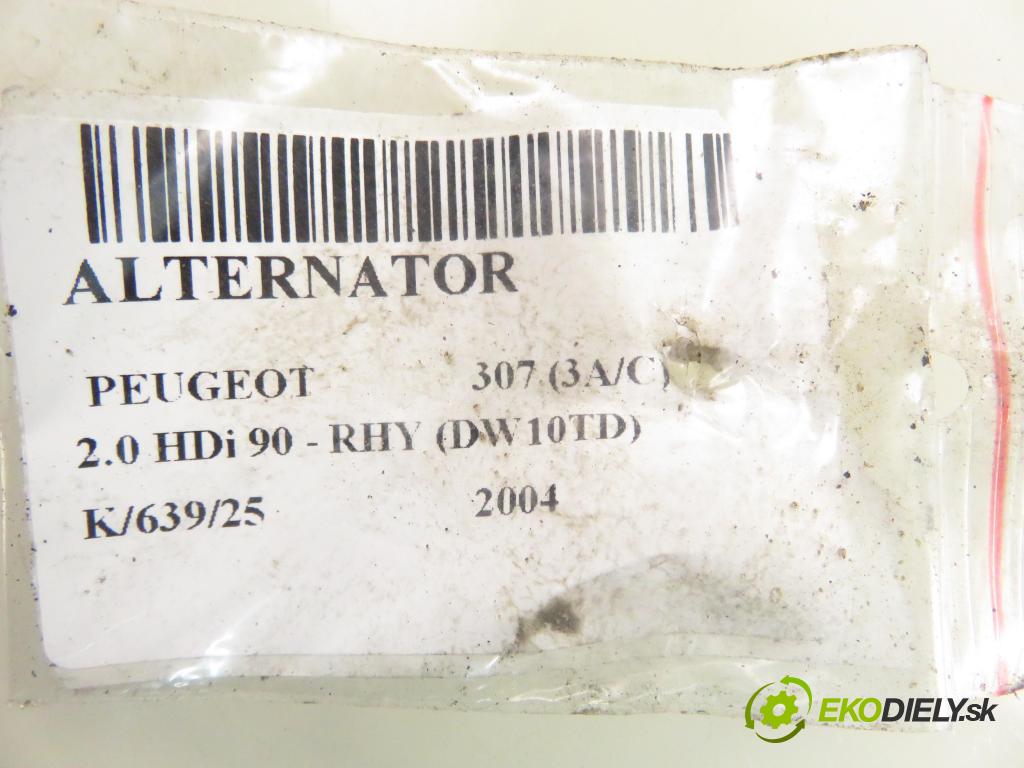 ALTERNATOR
PEUGEOT 307 (3A/C)
2.0 HDi 90 - RHY (DW10TD)
K/639/25 2004
EKODIELY.sk